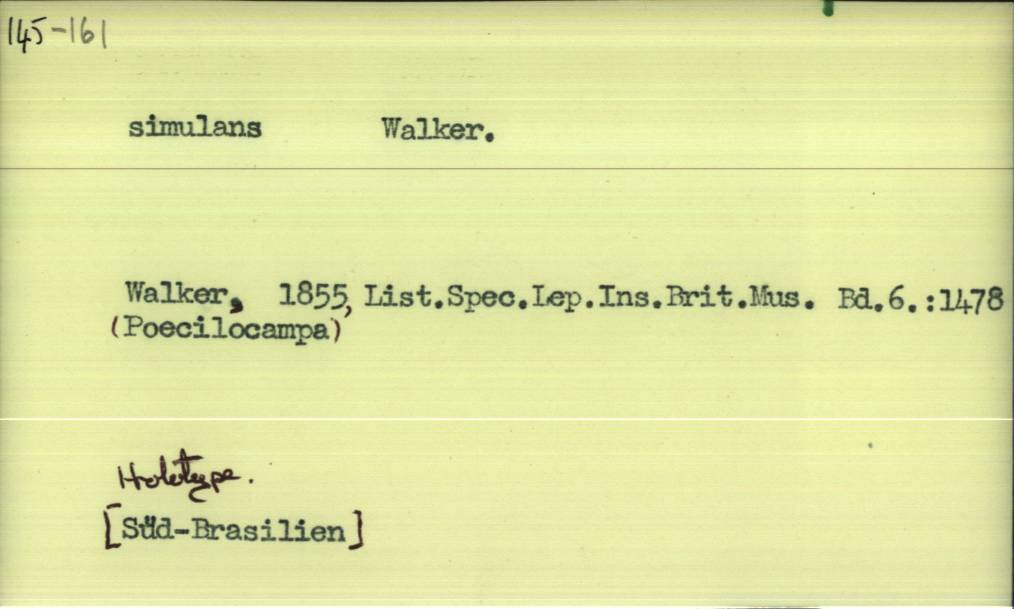 145-161
simulans Walker.
Walker, 1855, List.Spec.Lep.Ins.Brit.Mus. Bd.6.:1478
(Poecilocampa)
Holotype.
[Süd-Brasilien]